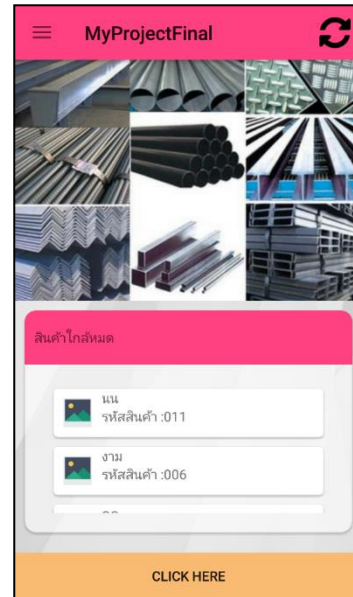 MyProjectFinal
สินค้าใกล้หมด
นน
รหัสสินค้า :011
งาม
รหัสสินค้า :006
CLICK HERE